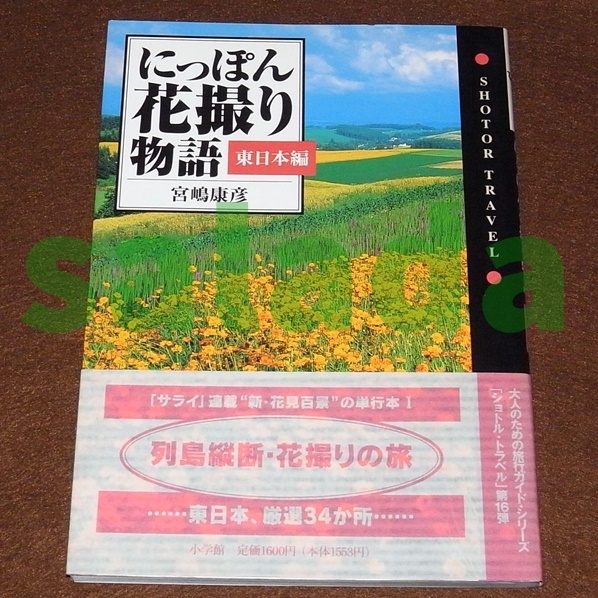 にっぽん
花撮り
物語
東日本編
宮嶋康彦
SHOTOR TRAVEL
「サライ」連載“新・花見百景”の単行本Ⅰ
列島縦断・花撮りの旅
……東日本、厳選34か所……
小学館 定価1600円(本体1553円)
大人のための旅行ガイド・シリーズ
「ショトル・トラベル」第16弾